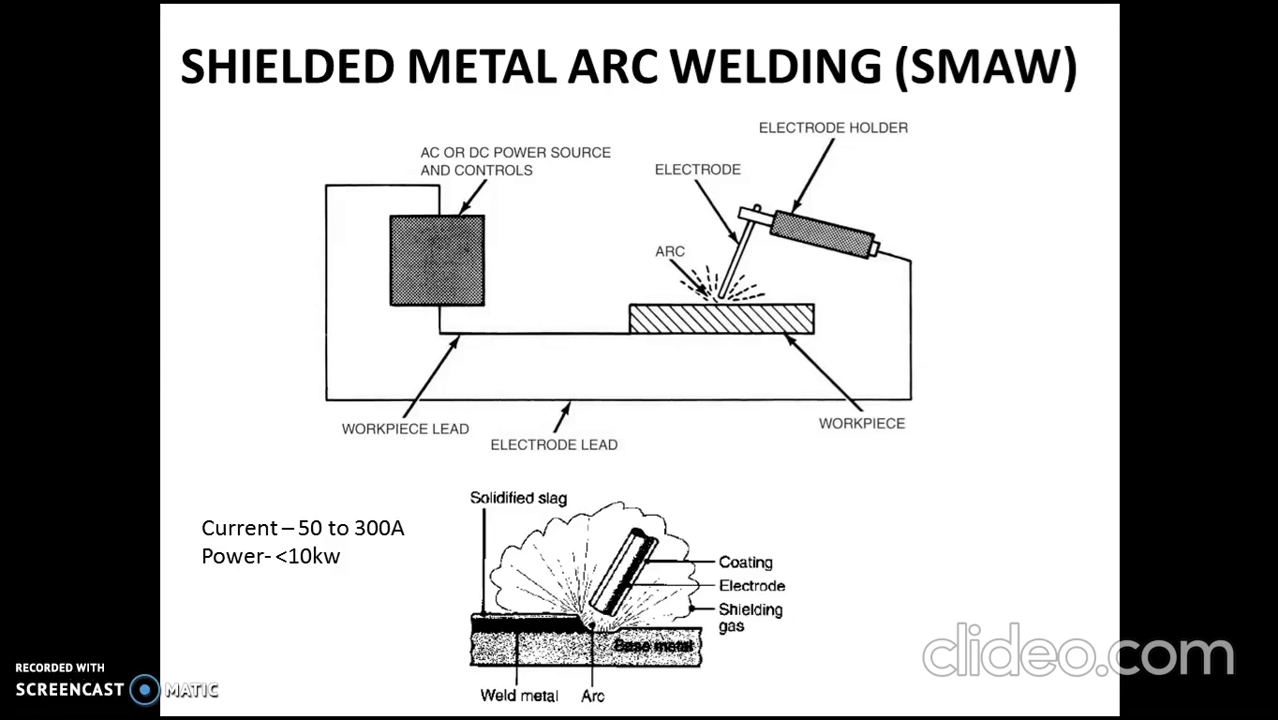 SHIELDED METAL ARC WELDING (SMAW)
ELECTRODE HOLDER
AC OR DC POWER SOURCE
AND CONTROLS
ELECTRODE
ARC
WORKPIECE LEAD
ELECTRODE LEAD
WORKPIECE
Solidified slag
Current – 50 to 300A
Power- <10kw
Coating
Electrode
Shielding
gas
Base metal
Weld metal
Arc
RECORDED WITH
SCREENCAST MATIC
clideo.com